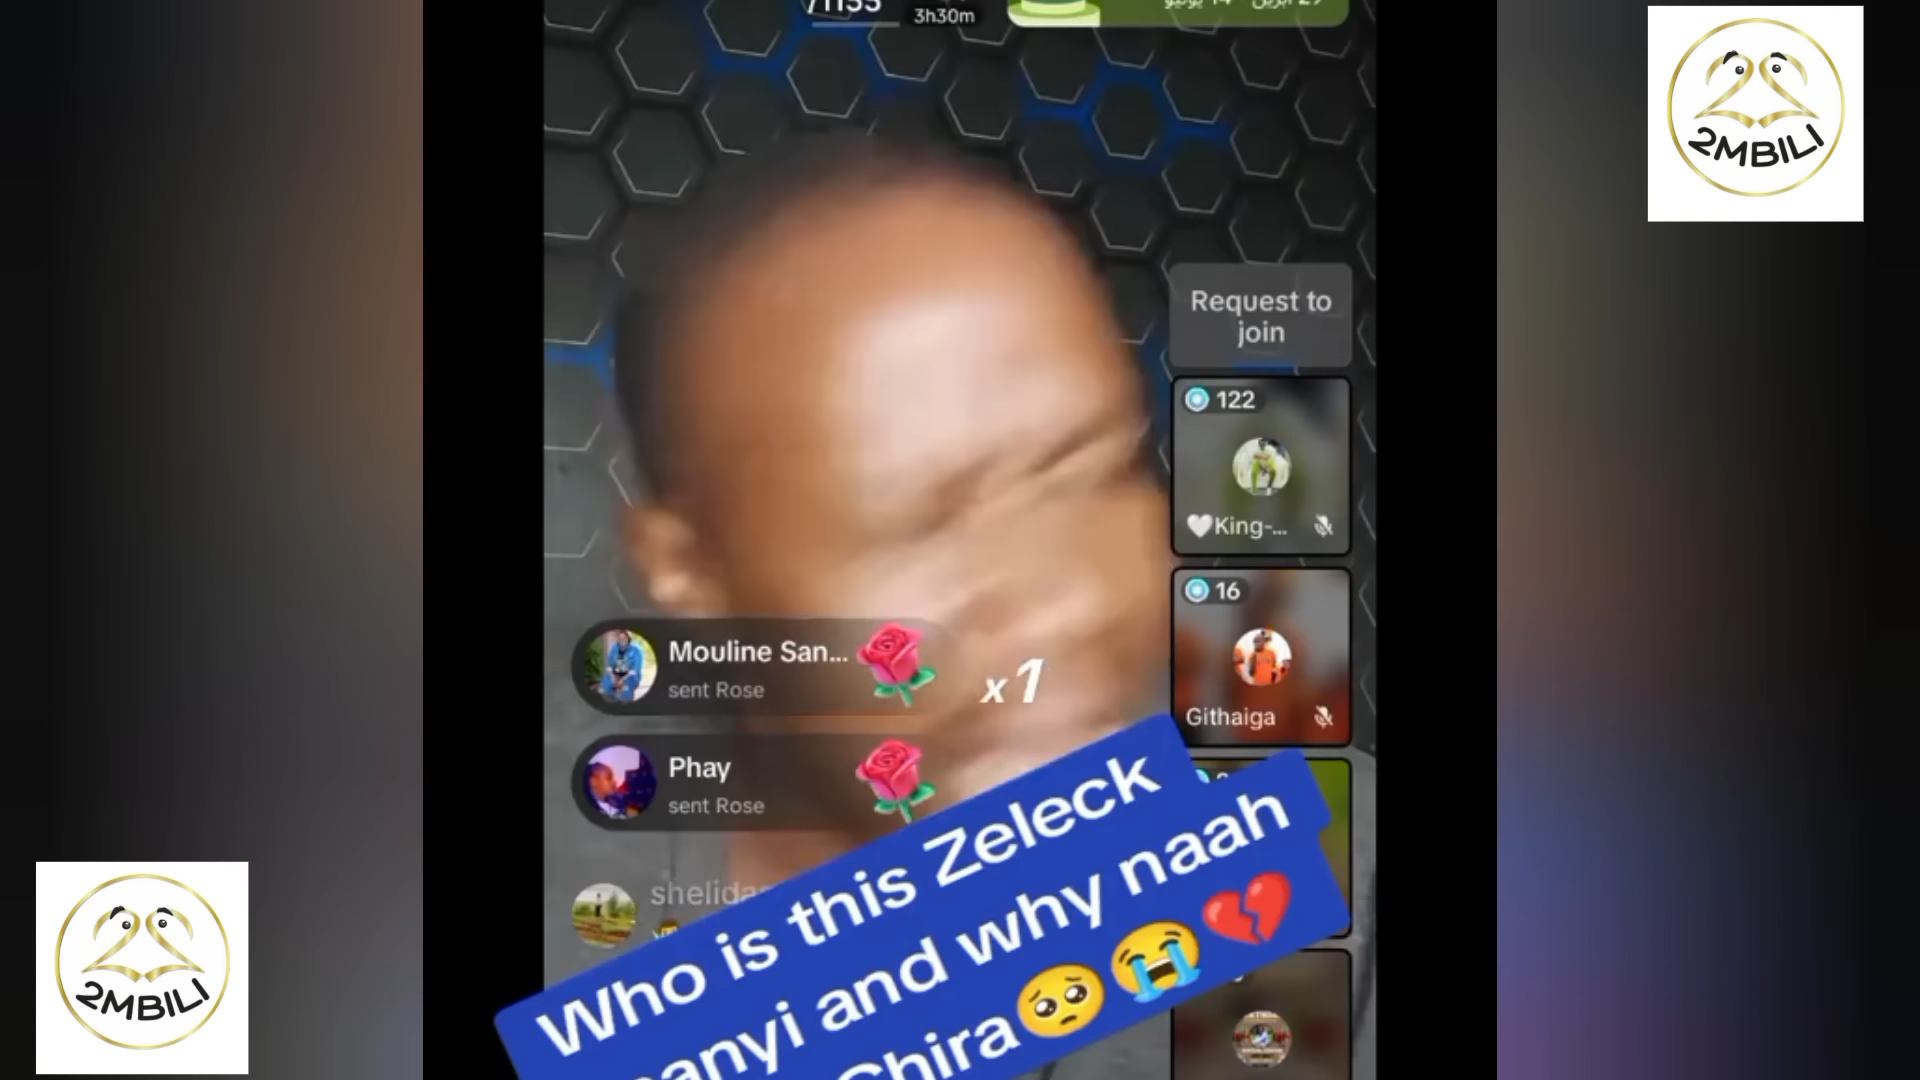 3h30m
2MBILI
Request to
join
122
King-...
16
Githaiga
Mouline San...
sent Rose
x1
Phay
sent Rose
Who is this Zeleck
and why naah
Chira
2MBILI